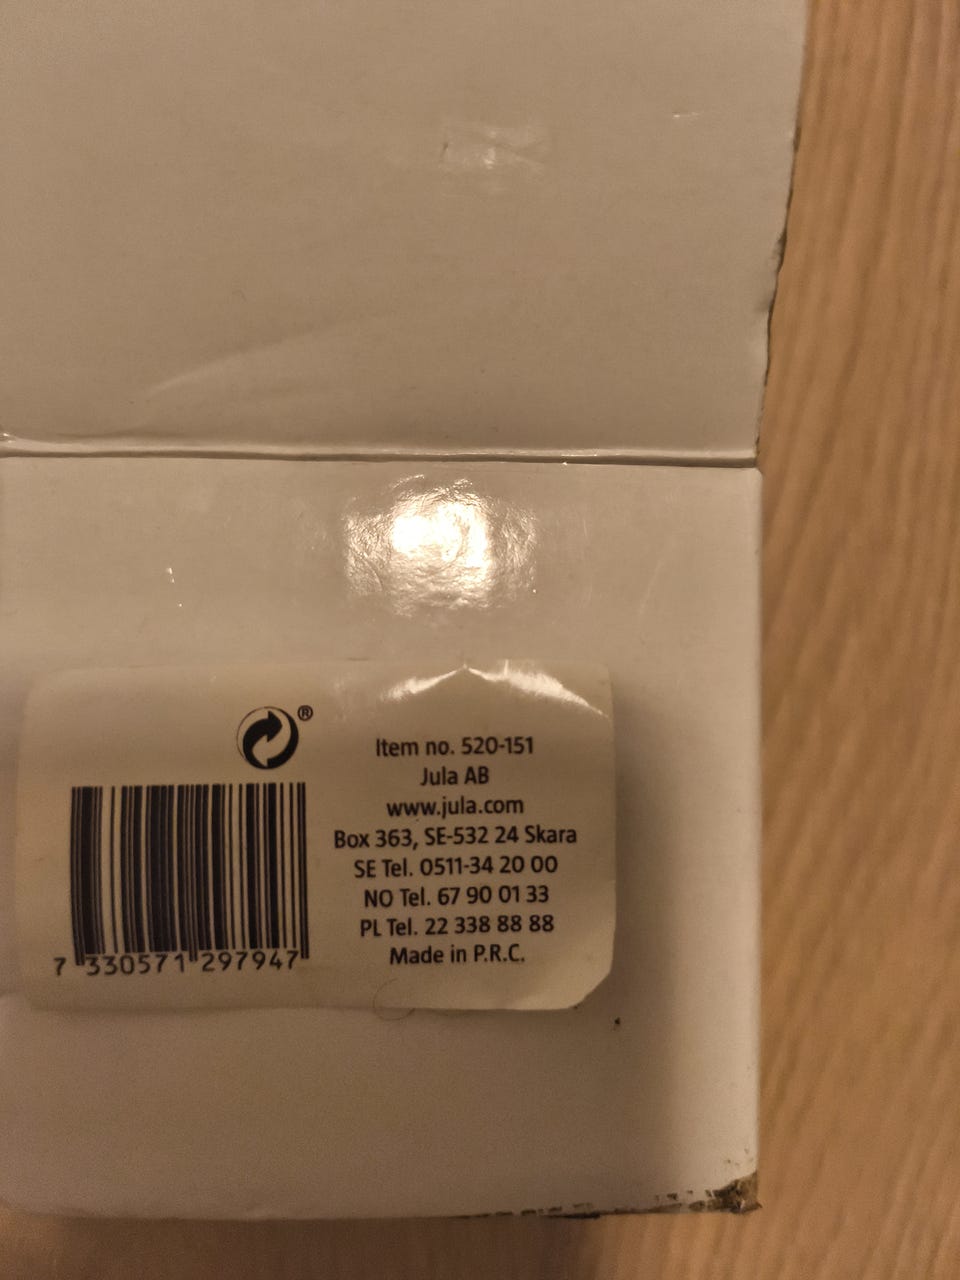 ®
Item no. 520-151
Jula AB
www.jula.com
Box 363, SE-532 24 Skara
SE Tel. 0511-34 20 00
NO Tel. 67 90 01 33
PL Tel. 22 338 88 88
Made in P.R.C.
7 330571 297947